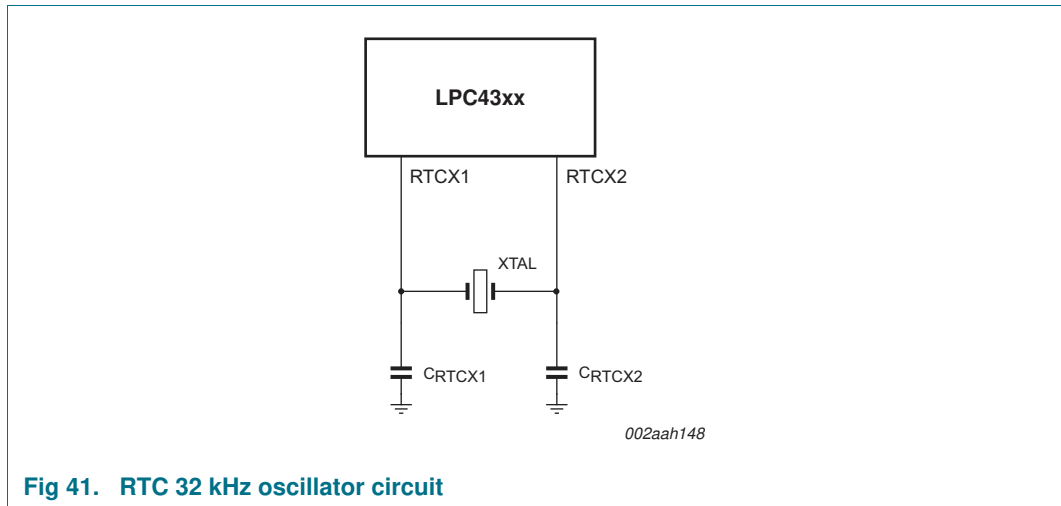 LPC43xx
RTCX1 RTCX2
XTAL
CRTCX1 CRTCX2
002aah148
Fig 41. RTC 32 kHz oscillator circuit